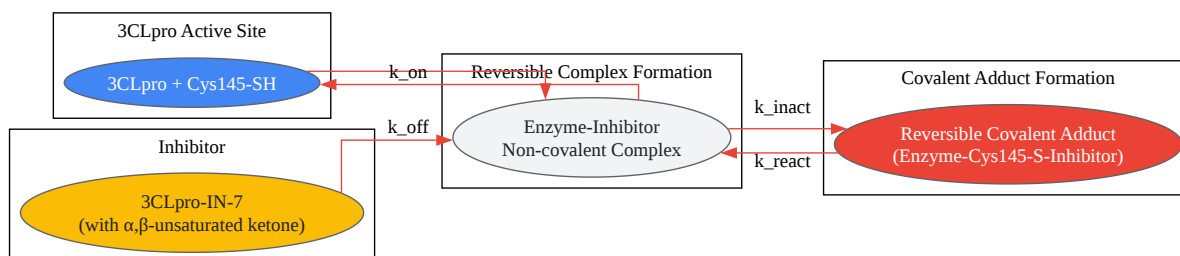 3CLpro Active Site
3CLpro + Cys145-SH
Inhibitor
3CLpro-IN-7
(with α,β-unsaturated ketone)
k_on
k_off
Reversible Complex Formation
Enzyme-Inhibitor
Non-covalent Complex
k_inact
k_react
Covalent Adduct Formation
Reversible Covalent Adduct
(Enzyme-Cys145-S-Inhibitor)